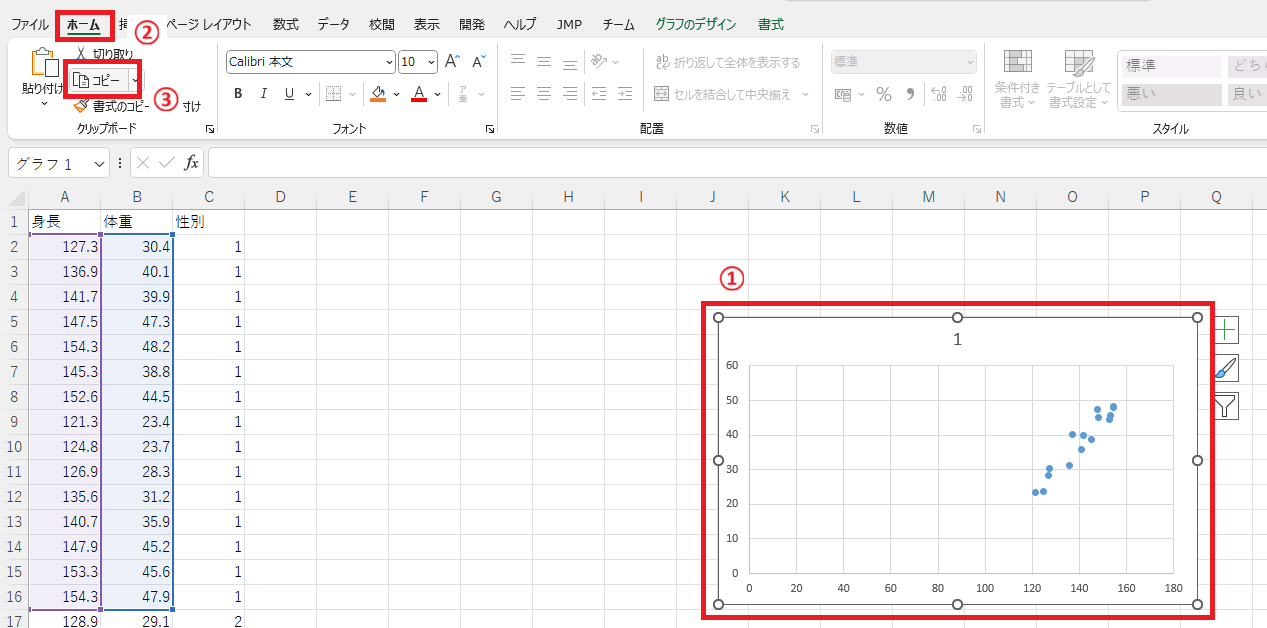 ファイル ホーム ② ページ レイアウト 数式 データ 校閲 表示 開発 ヘルプ JMP チーム グラフのデザイン 書式
切り取り
コピー
貼り付け
書式のコピー ③ 付け
クリップボード
Calibri 本文 10 A A
B I U A
フォント
ab 折り返して全体を表示する
セルを結合して中央揃え
配置
標準
% 9
数値
条件付き テーブルとして
書式 書式設定
標準 どち
悪い 良い
スタイル
グラフ 1 fx
A B C D E F G H I J K L M N O P Q
1 身長 体重 性別
2 127.3 30.4 1
3 136.9 40.1 1
4 141.7 39.9 1
5 147.5 47.3 1
6 154.3 48.2 1
7 145.3 38.8 1
8 152.6 44.5 1
9 121.3 23.4 1
10 124.8 23.7 1
11 126.9 28.3 1
12 135.6 31.2 1
13 140.7 35.9 1
14 147.9 45.2 1
15 153.3 45.6 1
16 154.3 47.9 1
17 128.9 29.1 2
①
1
60
50
40
30
20
10
0
0 20 40 60 80 100 120 140 160 180